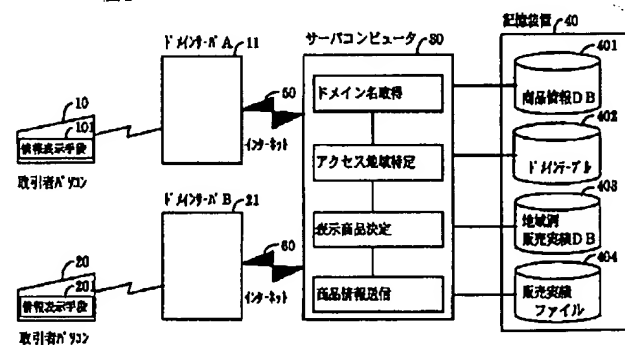 ドメインサーバA 11
サーバコンピュータ 30
記憶装置 40
401
商品情報DB
402
ドメインテーブル
403
地域別
販売実績DB
404
販売実績
ファイル
10
101
情報表示手段
取引者パソコン
50
インターネット
ドメイン名取得
アクセス地域特定
表示商品決定
商品情報送信
ドメインサーバB 21
20
201
情報表示手段
取引者パソコン
60
インターネット